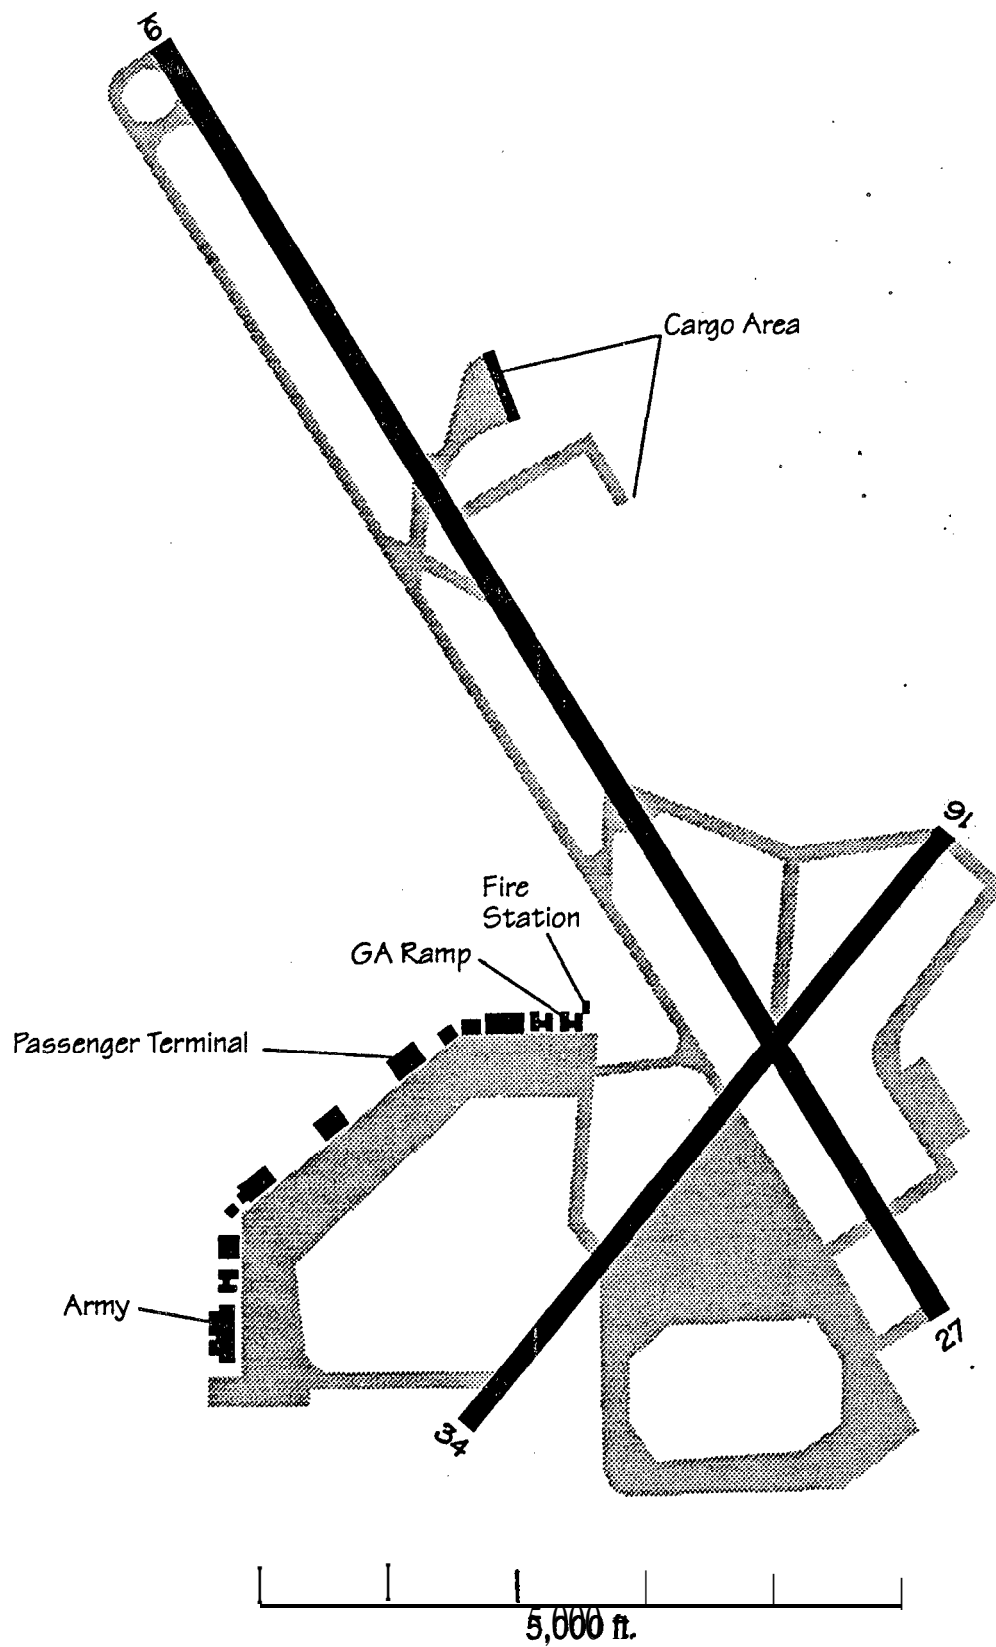 9
Cargo Area
16
Fire
Station
GA Ramp
Passenger Terminal
Army
27
34
5,000 ft.